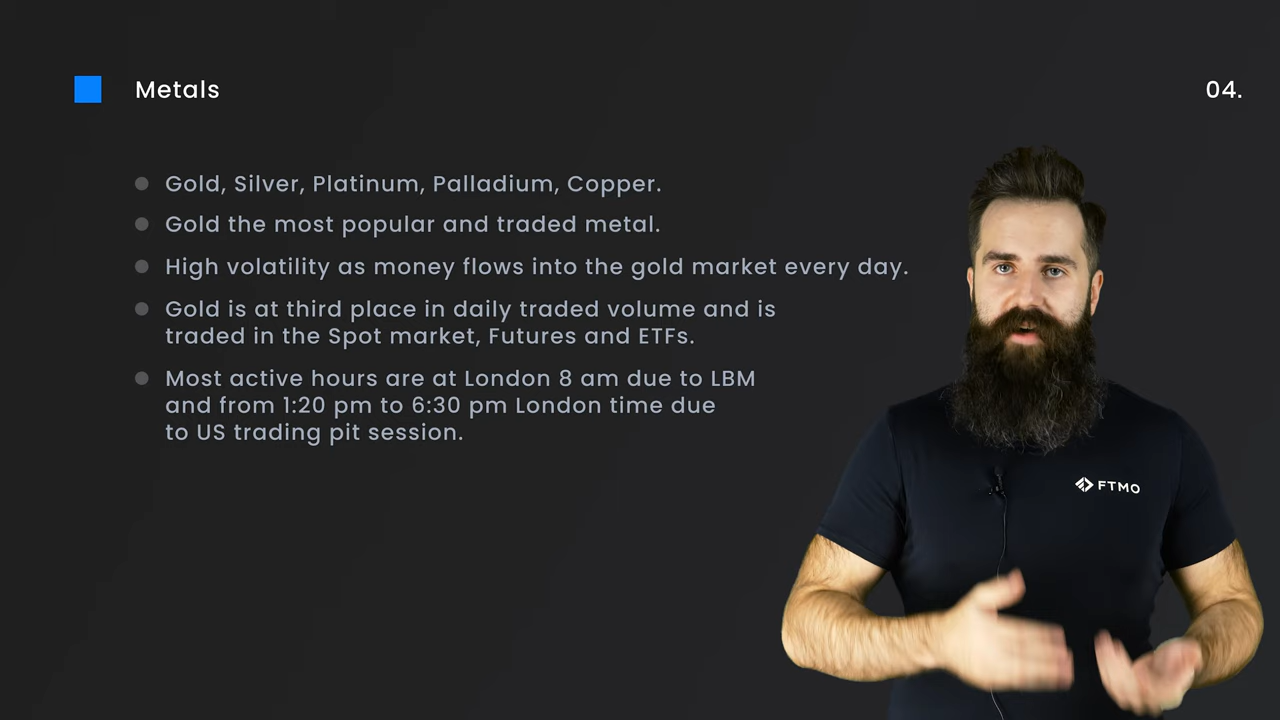 Metals
04.
Gold, Silver, Platinum, Palladium, Copper.
Gold the most popular and traded metal.
High volatility as money flows into the gold market every day.
Gold is at third place in daily traded volume and is
traded in the Spot market, Futures and ETFs.
Most active hours are at London 8 am due to LBM
and from 1:20 pm to 6:30 pm London time due
to US trading pit session.
FTMO